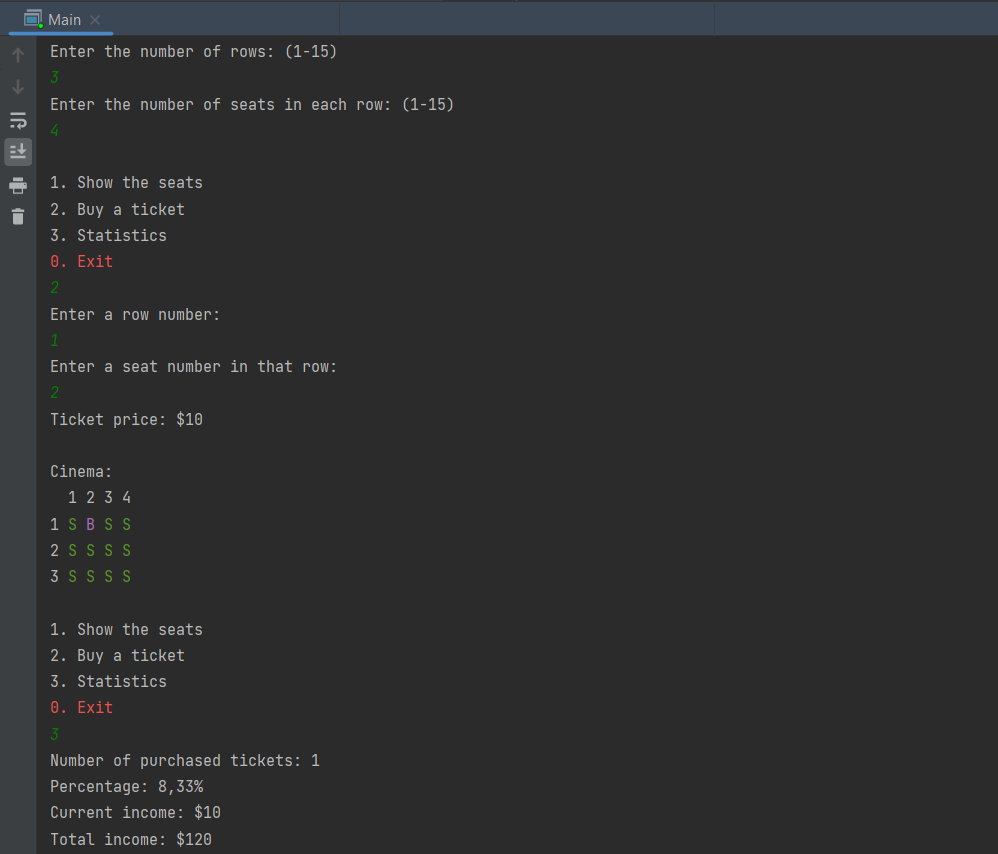 Main
Enter the number of rows: (1-15)
3
Enter the number of seats in each row: (1-15)
4
1. Show the seats
2. Buy a ticket
3. Statistics
0. Exit
2
Enter a row number:
1
Enter a seat number in that row:
2
Ticket price: $10
Cinema:
1 2 3 4
1 S B S S
2 S S S S
3 S S S S
1. Show the seats
2. Buy a ticket
3. Statistics
0. Exit
3
Number of purchased tickets: 1
Percentage: 8,33%
Current income: $10
Total income: $120